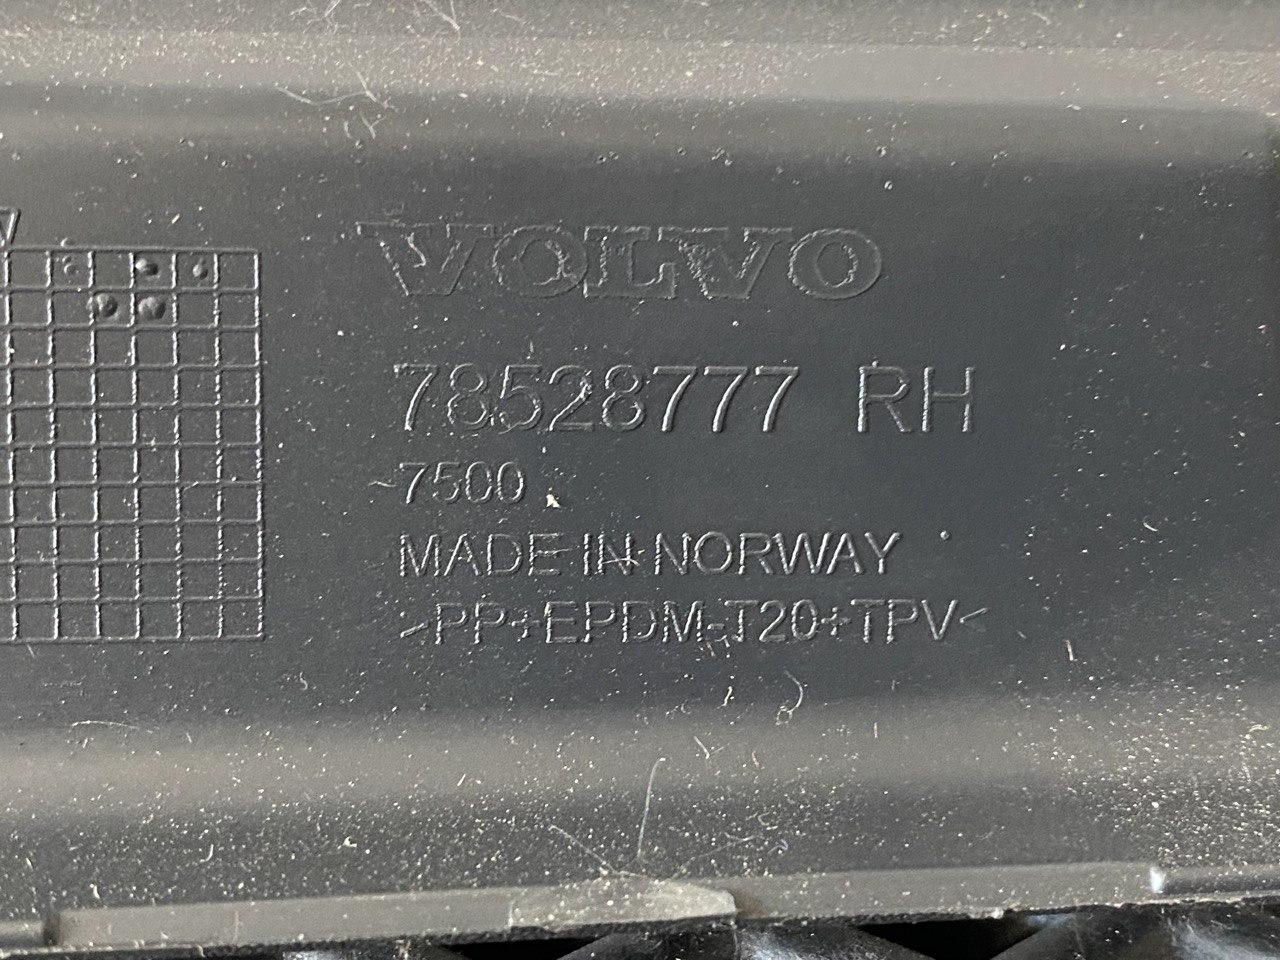 VOLVO
78528777 RH
7500
MADE IN NORWAY
>PP+EPDM-T20+TPV<